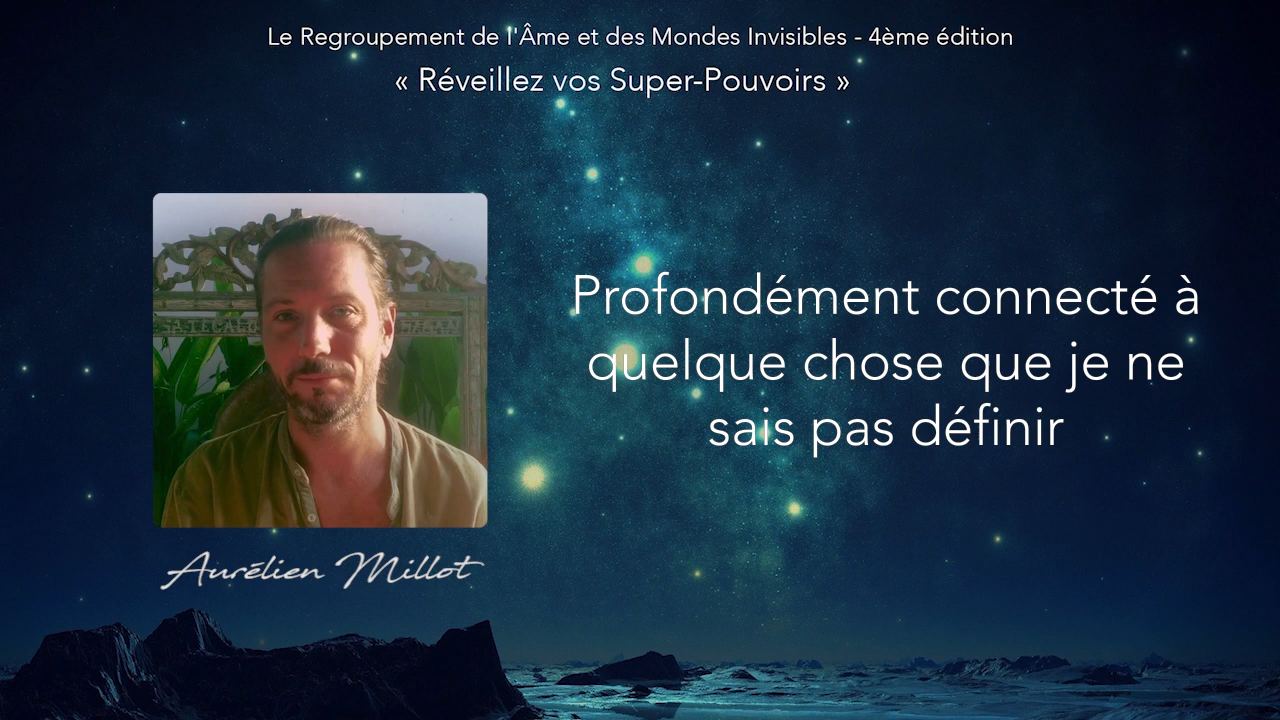 Le Regroupement de l'Âme et des Mondes Invisibles - 4ème édition
« Réveillez vos Super-Pouvoirs »
Profondément connecté à
quelque chose que je ne
sais pas définir
Aurélien Millot